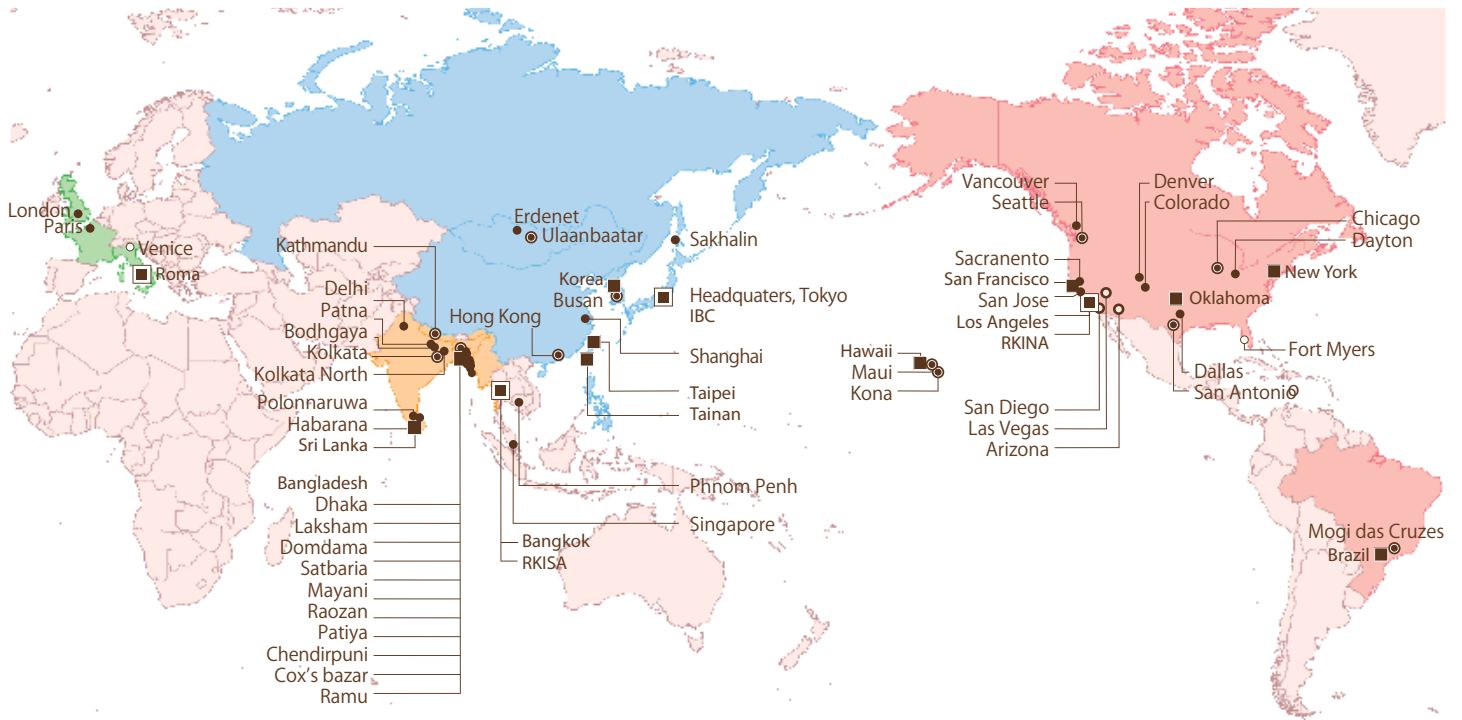 London
Paris
Venice
Roma
Kathmandu
Delhi
Patna
Bodhgaya
Kolkata
Kolkata North
Polonnaruwa
Habarana
Sri Lanka
Bangladesh
Dhaka
Laksham
Domdama
Satbaria
Mayani
Raozan
Patiya
Chendirpuni
Cox's bazar
Ramu
Erdenet
Ulaanbaatar
Sakhalin
Korea
Busan
Headquaters, Tokyo
IBC
Hong Kong
Shanghai
Taipei
Tainan
Phnom Penh
Singapore
Bangkok
RKISA
Hawaii
Maui
Kona
Vancouver
Seattle
Sacranento
San Francisco
San Jose
Los Angeles
RKINA
San Diego
Las Vegas
Arizona
Denver
Colorado
Chicago
Dayton
New York
Oklahoma
Fort Myers
Dallas
San Antonio
Mogi das Cruzes
Brazil